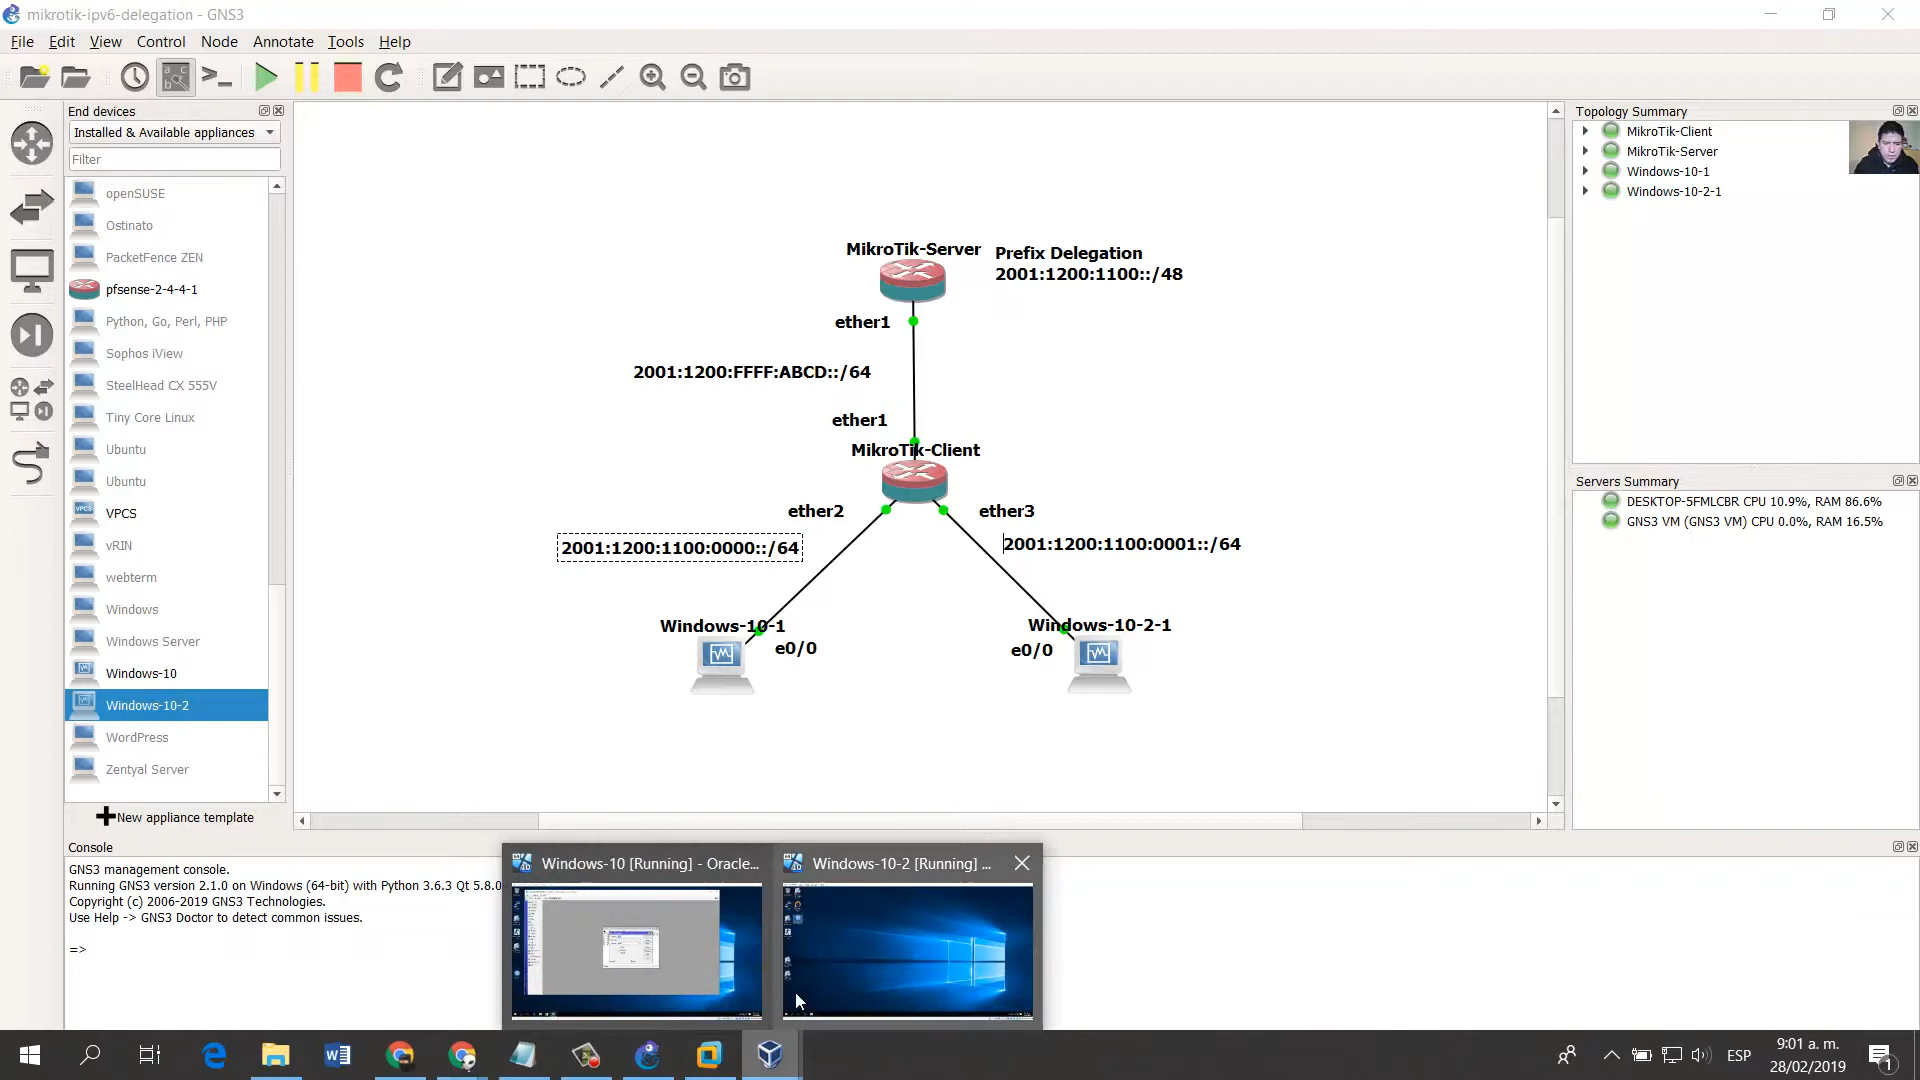 mikrotik-ipv6-delegation - GNS3
File Edit View Control Node Annotate Tools Help
End devices
Installed & Available appliances
Filter
openSUSE
Ostinato
PacketFence ZEN
pfsense-2-4-4-1
Python, Go, Perl, PHP
Sophos iView
SteelHead CX 555V
Tiny Core Linux
Ubuntu
Ubuntu
VPCS
vRIN
webterm
Windows
Windows Server
Windows-10
Windows-10-2
WordPress
Zentyal Server
New appliance template
MikroTik-Server
Prefix Delegation
2001:1200:1100::/48
ether1
2001:1200:FFFF:ABCD::/64
ether1
MikroTik-Client
ether2
ether3
2001:1200:1100:0000::/64
2001:1200:1100:0001::/64
Windows-10-1
Windows-10-2-1
e0/0
e0/0
Topology Summary
MikroTik-Client
MikroTik-Server
Windows-10-1
Windows-10-2-1
Servers Summary
DESKTOP-5FMLCBR CPU 10.9%, RAM 86.6%
GNS3 VM (GNS3 VM) CPU 0.0%, RAM 16.5%
Console
GNS3 management console.
Running GNS3 version 2.1.0 on Windows (64-bit) with Python 3.6.3 Qt 5.8.0
Copyright (c) 2006-2019 GNS3 Technologies.
Use Help -> GNS3 Doctor to detect common issues.
=>
Windows-10 [Running] - Oracle...
Windows-10-2 [Running] ...
ESP
9:01 a. m.
28/02/2019
1